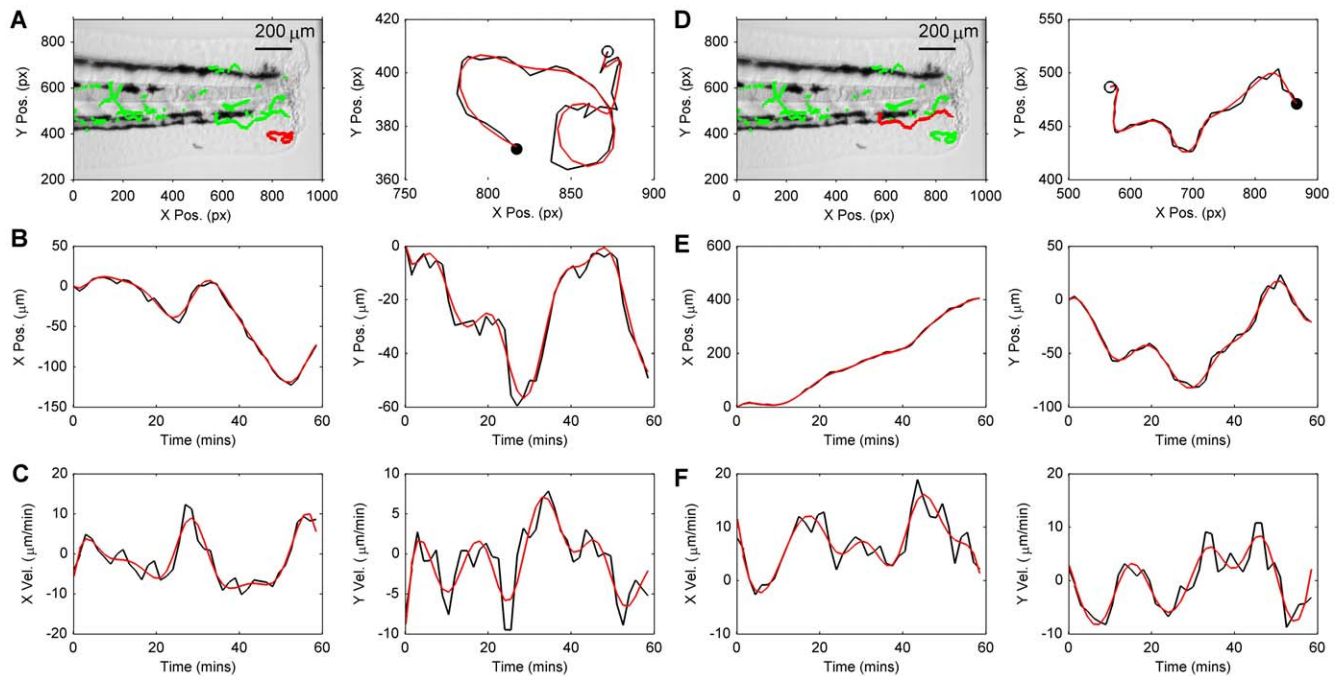 A
200 μm
800
600
400
200
Y Pos. (px)
0 200 400 600 800 1000
X Pos. (px)
420
400
380
360
Y Pos. (px)
750 800 850 900
X Pos. (px)
D
200 μm
800
600
400
200
Y Pos. (px)
0 200 400 600 800 1000
X Pos. (px)
550
500
450
400
Y Pos. (px)
500 600 700 800 900
X Pos. (px)
B
50
0
-50
-100
-150
X Pos. (μm)
0 20 40 60
Time (mins)
0
-20
-40
-60
Y Pos. (μm)
0 20 40 60
Time (mins)
E
600
400
200
0
X Pos. (μm)
0 20 40 60
Time (mins)
50
0
-50
-100
Y Pos. (μm)
0 20 40 60
Time (mins)
C
20
10
0
-10
-20
X Vel. (μm/min)
0 20 40 60
Time (mins)
10
5
0
-5
-10
Y Vel. (μm/min)
0 20 40 60
Time (mins)
F
20
10
0
-10
X Vel. (μm/min)
0 20 40 60
Time (mins)
20
10
0
-10
Y Vel. (μm/min)
0 20 40 60
Time (mins)